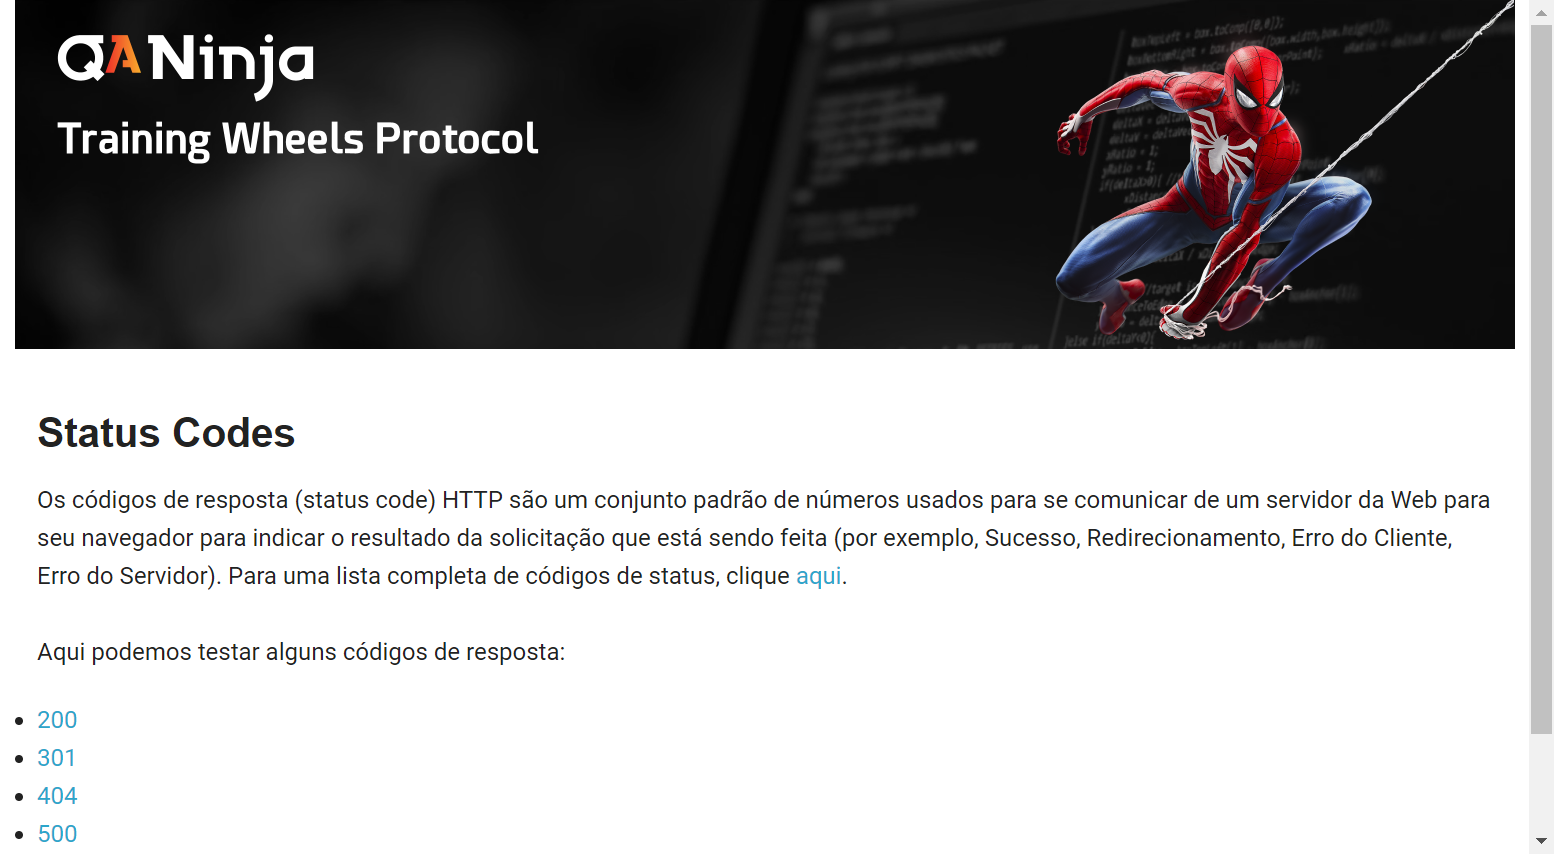 QANinja
Training Wheels Protocol
Status Codes
Os códigos de resposta (status code) HTTP são um conjunto padrão de números usados para se comunicar de um servidor da Web para
seu navegador para indicar o resultado da solicitação que está sendo feita (por exemplo, Sucesso, Redirecionamento, Erro do Cliente,
Erro do Servidor). Para uma lista completa de códigos de status, clique aqui.
Aqui podemos testar alguns códigos de resposta:
200
301
404
500